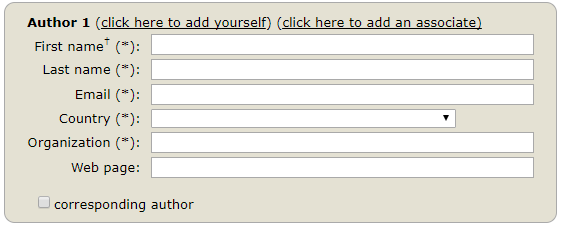 Author 1 (click here to add yourself) (click here to add an associate)
First name† (*):
Last name (*):
Email (*):
Country (*):
Organization (*):
Web page:
corresponding author